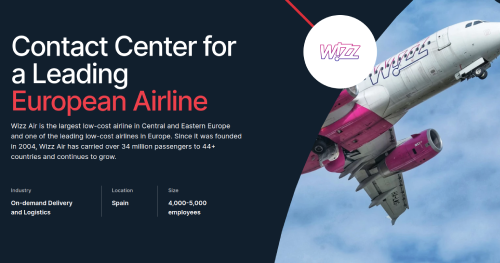 Contact Center for
a Leading
European Airline
WIZZ
Wizz Air is the largest low-cost airline in Central and Eastern Europe
and one of the leading low-cost airlines in Europe. Since it was founded
in 2004, Wizz Air has carried over 34 million passengers to 44+
countries and continues to grow.
Industry
On-demand Delivery
and Logistics
Location
Spain
Size
4,000-5,000
employees
WIZZ